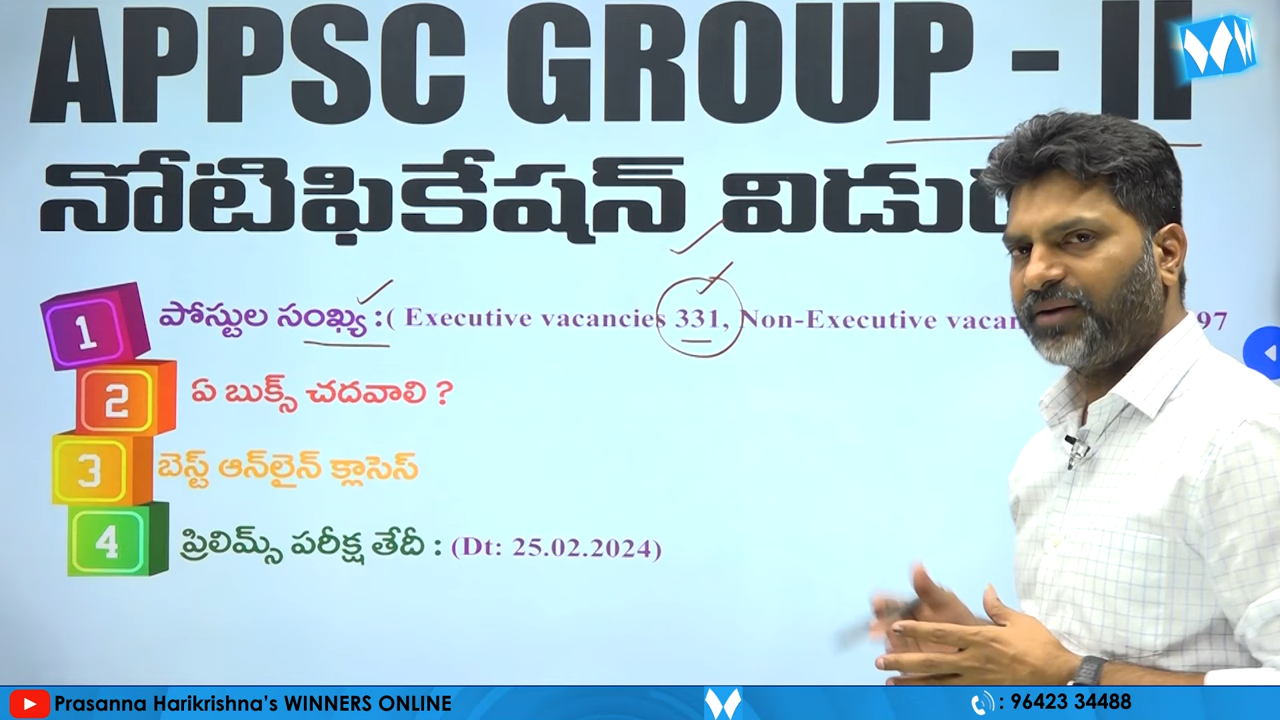 APPSC GROUP - II
నోటిఫికేషన్
1 పోస్టుల సంఖ్య :( Executive vacancies 331, Non-Executive 97
2 ఏ బుక్స్ చదవాలి ?
3 బెస్ట్ ఆన్‌లైన్ క్లాసెస్
4 ప్రిలిమ్స్ పరీక్ష తేదీ : (Dt: 25.02.2024)
Prasanna Harikrishna's WINNERS ONLINE : 96423 34488